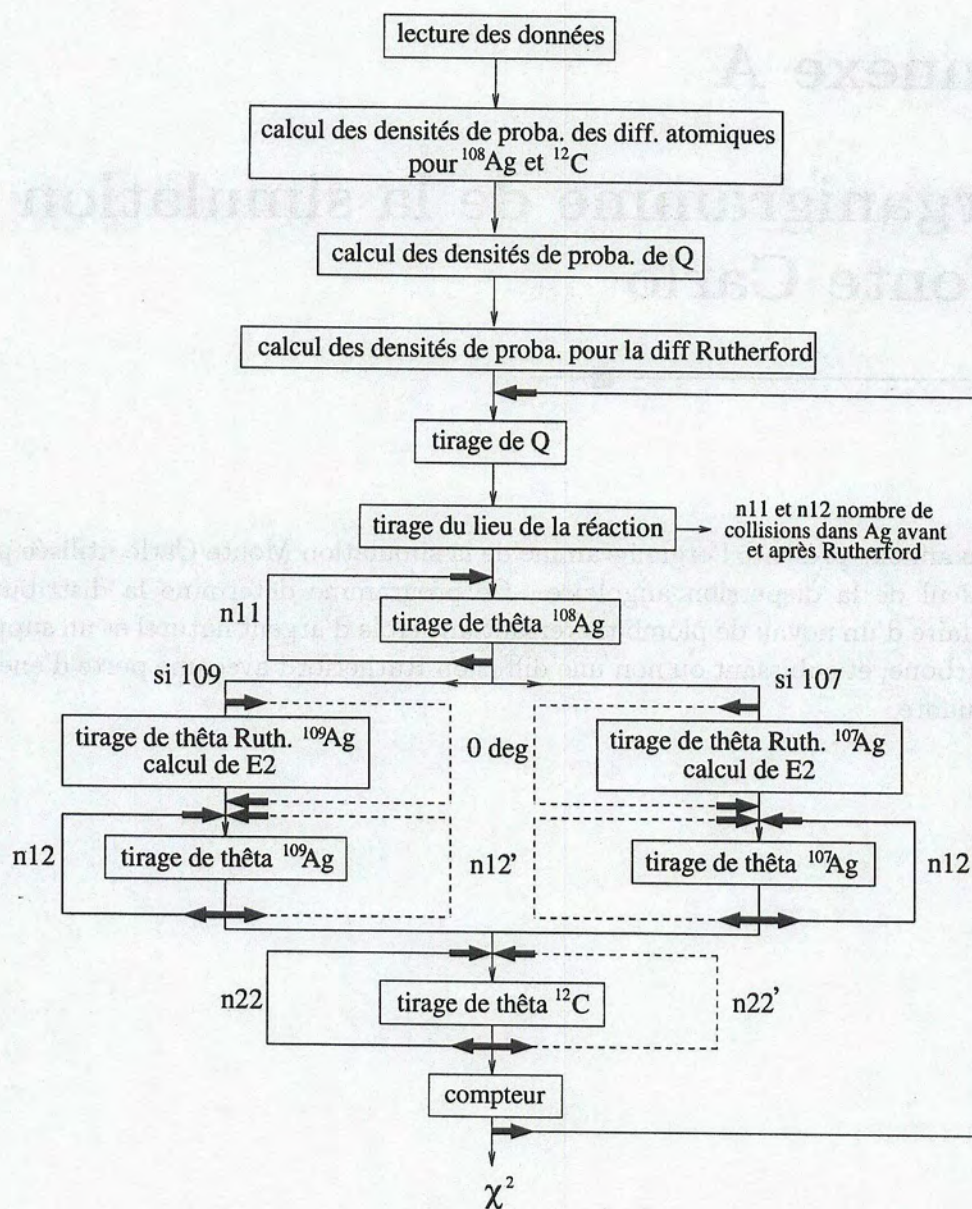 lecture des données
calcul des densités de proba. des diff. atomiques
pour ¹⁰⁸Ag et ¹²C
calcul des densités de proba. de Q
calcul des densités de proba. pour la diff Rutherford
tirage de Q
tirage du lieu de la réaction
n11 et n12 nombre de
collisions dans Ag avant
et après Rutherford
n11
tirage de thêta ¹⁰⁸Ag
si 109
si 107
tirage de thêta Ruth. ¹⁰⁹Ag
calcul de E2
0 deg
tirage de thêta Ruth. ¹⁰⁷Ag
calcul de E2
n12
tirage de thêta ¹⁰⁹Ag
n12'
tirage de thêta ¹⁰⁷Ag
n12
n22
tirage de thêta ¹²C
n22'
compteur
χ²